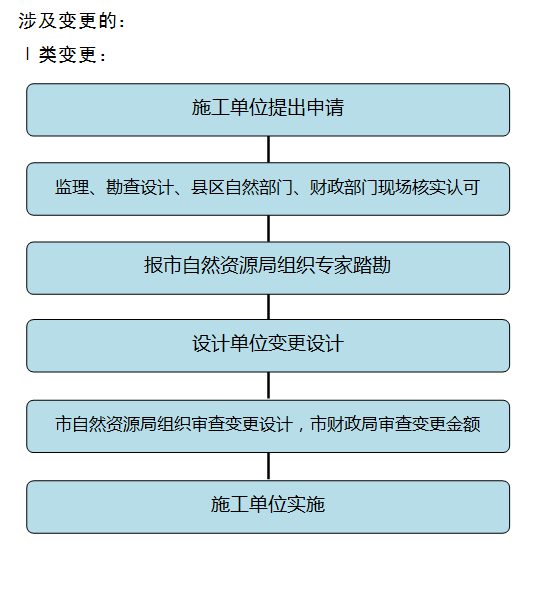 涉及变更的：
Ⅰ类变更：
施工单位提出申请
监理、勘查设计、县区自然部门、财政部门现场核实认可
报市自然资源局组织专家踏勘
设计单位变更设计
市自然资源局组织审查变更设计，市财政局审查变更金额
施工单位实施